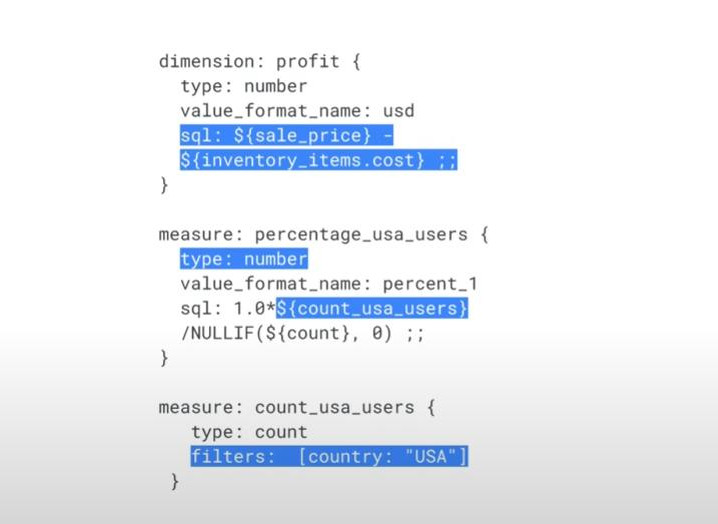 dimension: profit {
type: number
value_format_name: usd
sql: ${sale_price} -
${inventory_items.cost} ;;
}
measure: percentage_usa_users {
type: number
value_format_name: percent_1
sql: 1.0*${count_usa_users}
/NULLIF(${count}, 0) ;;
}
measure: count_usa_users {
type: count
filters: [country: "USA"]
}